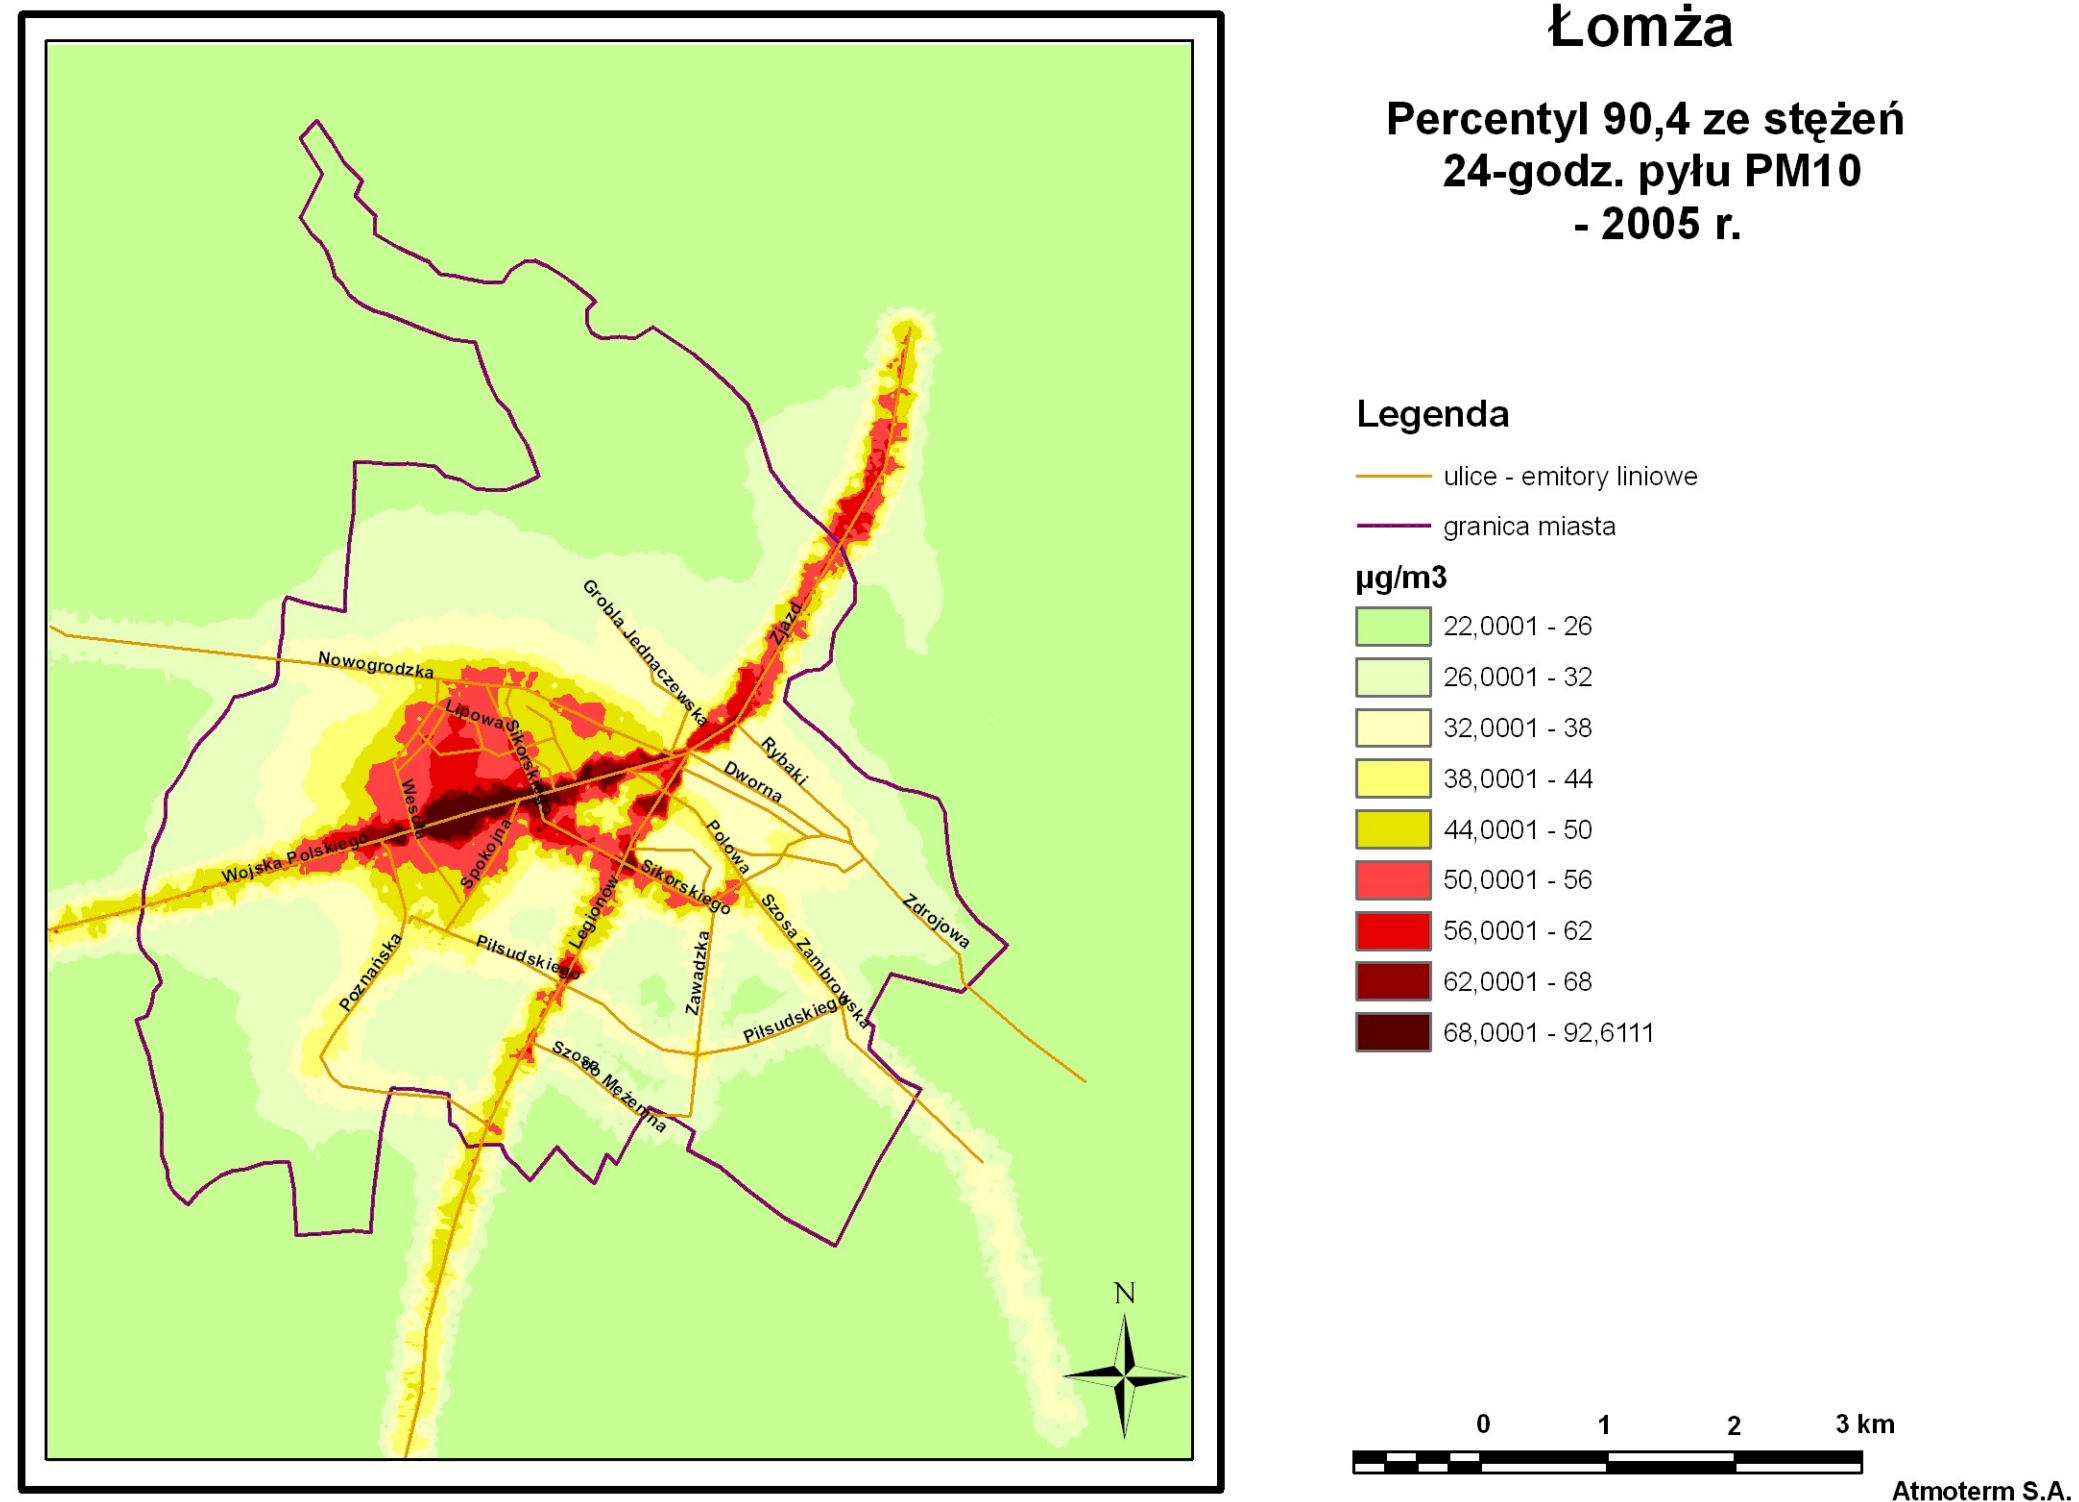 Łomża
Percentyl 90,4 ze stężeń
24-godz. pyłu PM10
- 2005 r.
Legenda
ulice - emitory liniowe
granica miasta
µg/m3
22,0001 - 26
26,0001 - 32
32,0001 - 38
38,0001 - 44
44,0001 - 50
50,0001 - 56
56,0001 - 62
62,0001 - 68
68,0001 - 92,6111
Grobla Jednaczewska
Zjazd
Nowogrodzka
Lipowa
Sikorskiego
Rybaki
Dworna
Wesoła
Spokojna
Wojska Polskiego
Polowa
Sikorskiego
Legionów
Szosa Zambrowska
Zdrojowa
Piłsudskiego
Poznańska
Zawadzka
Piłsudskiego
Szosa do Mężenina
N
0 1 2 3 km
Atmoterm S.A.